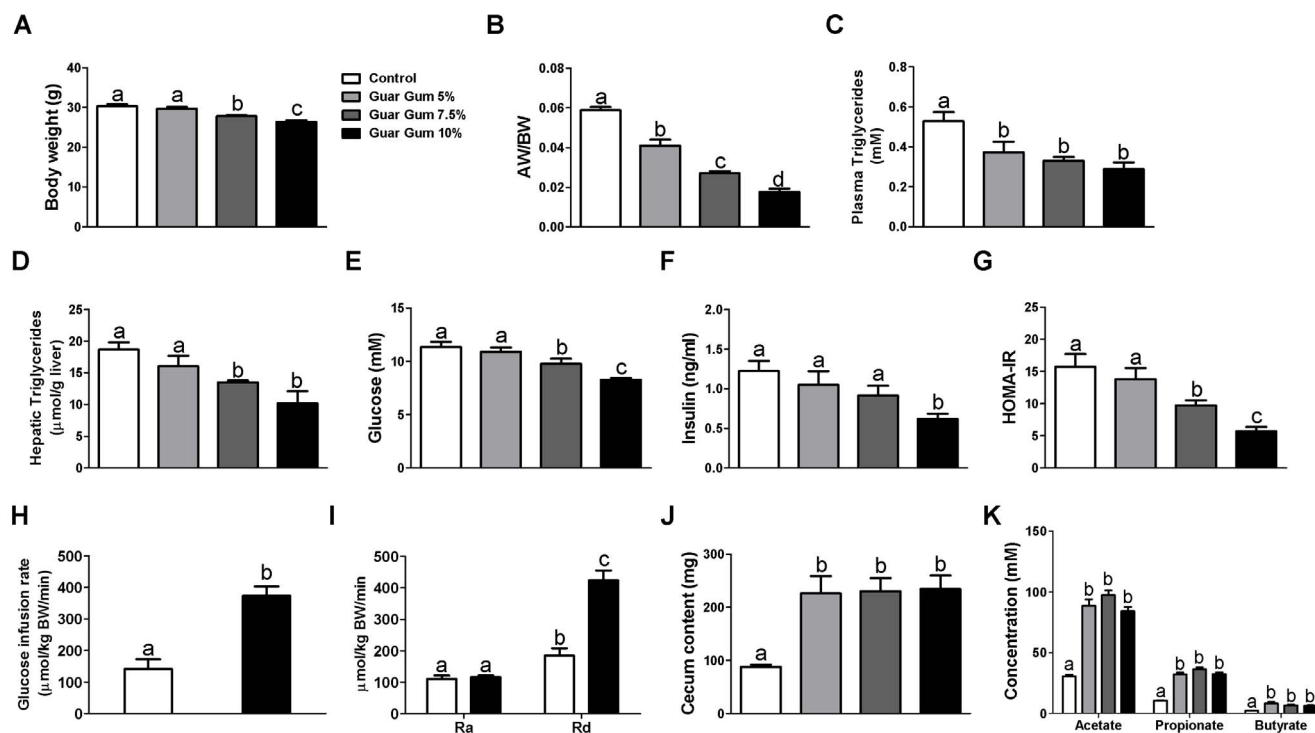 A
Body weight (g)
40
30
20
10
0
a
a
b
c
Control
Guar Gum 5%
Guar Gum 7.5%
Guar Gum 10%
B
AW/BW
0.08
0.06
0.04
0.02
0.00
a
b
c
d
C
Plasma Triglycerides
(mM)
0.8
0.6
0.4
0.2
0.0
a
b
b
b
D
Hepatic Triglycerides
(μmol/g liver)
25
20
15
10
5
0
a
a
b
b
E
Glucose (mM)
15
10
5
0
a
a
b
c
F
Insulin (ng/ml)
2.0
1.5
1.0
0.5
0.0
a
a
a
b
G
HOMA-IR
25
20
15
10
5
0
a
a
b
c
H
Glucose infusion rate
(μmol/kg BW/min)
500
400
300
200
100
0
a
b
I
μmol/kg BW/min
500
400
300
200
100
0
a
a
b
c
Ra
Rd
J
Cecum content (mg)
300
200
100
0
a
b
b
b
K
Concentration (mM)
150
100
50
0
a
b
b
b
a
b
b
b
a
b
b
b
Acetate
Propionate
Butyrate